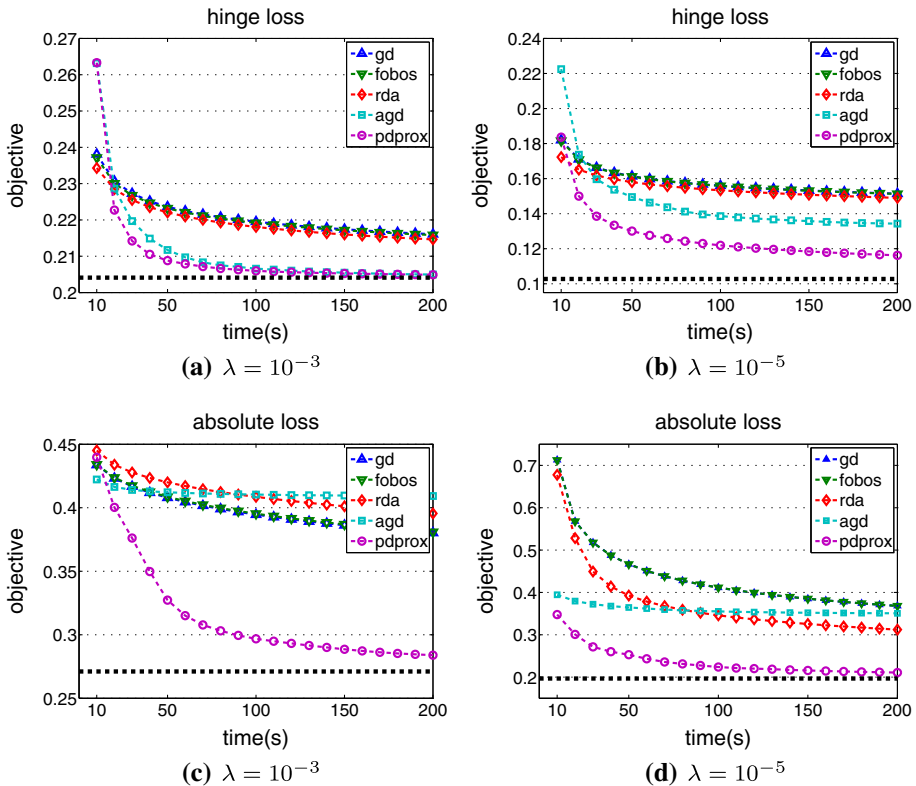 hinge loss
0.27
0.26
0.25
0.24
0.23
0.22
0.21
0.2
objective
gd
fobos
rda
agd
pdprox
10 50 100 150 200
time(s)
(a) λ = 10⁻³
hinge loss
0.24
0.22
0.2
0.18
0.16
0.14
0.12
0.1
objective
gd
fobos
rda
agd
pdprox
10 50 100 150 200
time(s)
(b) λ = 10⁻⁵
absolute loss
0.45
0.4
0.35
0.3
0.25
objective
gd
fobos
rda
agd
pdprox
10 50 100 150 200
time(s)
(c) λ = 10⁻³
absolute loss
0.7
0.6
0.5
0.4
0.3
0.2
objective
gd
fobos
rda
agd
pdprox
10 50 100 150 200
time(s)
(d) λ = 10⁻⁵